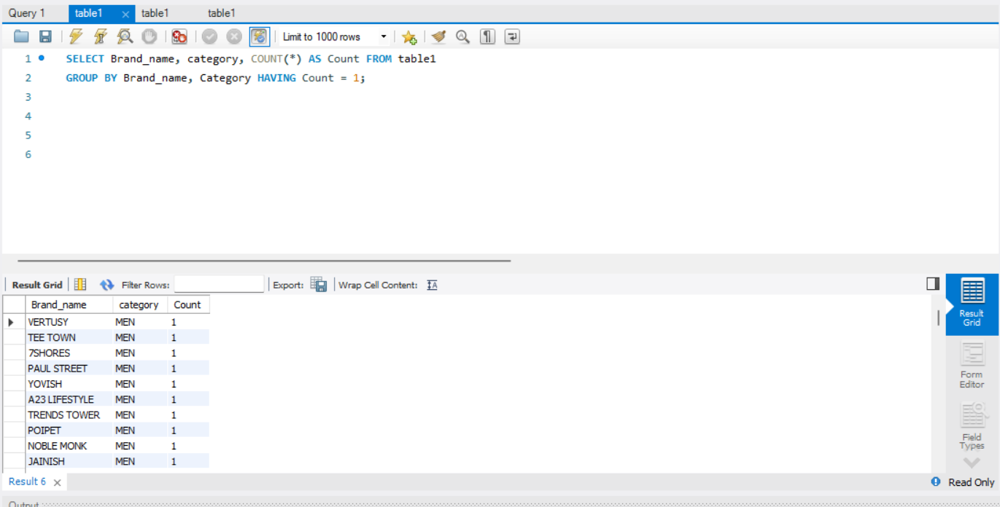 Query 1 table1 × table1 table1
Limit to 1000 rows
1 SELECT Brand_name, category, COUNT(*) AS Count FROM table1
2 GROUP BY Brand_name, Category HAVING Count = 1;
3
4
5
6
Result Grid Filter Rows: Export: Wrap Cell Content: IA
Brand_name category Count
VERTUSY MEN 1
TEE TOWN MEN 1
7SHORES MEN 1
PAUL STREET MEN 1
YOVISH MEN 1
A23 LIFESTYLE MEN 1
TRENDS TOWER MEN 1
POIPET MEN 1
NOBLE MONK MEN 1
JAINISH MEN 1
Result
Grid
Form
Editor
Field
Types
Result 6 × Read Only
Output